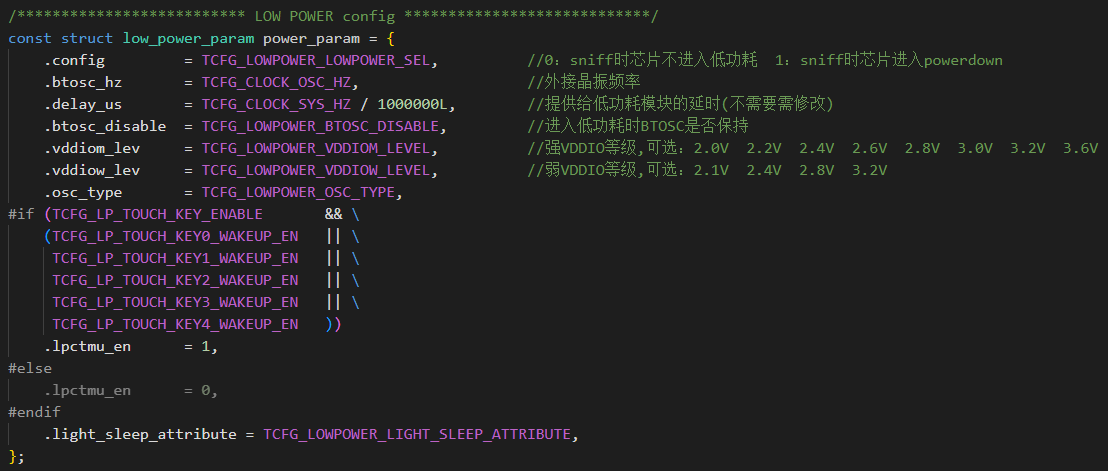 /************************** LOW POWER config ****************************/
const struct low_power_param power_param = {
    .config         = TCFG_LOWPOWER_LOWPOWER_SEL,          //0：sniff时芯片不进入低功耗  1：sniff时芯片进入powerdown
    .btosc_hz       = TCFG_CLOCK_OSC_HZ,                   //外接晶振频率
    .delay_us       = TCFG_CLOCK_SYS_HZ / 1000000L,        //提供给低功耗模块的延时(不需要需修改)
    .btosc_disable  = TCFG_LOWPOWER_BTOSC_DISABLE,         //进入低功耗时BTOSC是否保持
    .vddiom_lev     = TCFG_LOWPOWER_VDDIOM_LEVEL,          //强VDDIO等级,可选：2.0V  2.2V  2.4V  2.6V  2.8V  3.0V  3.2V  3.6V
    .vddiow_lev     = TCFG_LOWPOWER_VDDIOW_LEVEL,          //弱VDDIO等级,可选：2.1V  2.4V  2.8V  3.2V
    .osc_type       = TCFG_LOWPOWER_OSC_TYPE,
#if (TCFG_LP_TOUCH_KEY_ENABLE       && \
    (TCFG_LP_TOUCH_KEY0_WAKEUP_EN   || \
     TCFG_LP_TOUCH_KEY1_WAKEUP_EN   || \
     TCFG_LP_TOUCH_KEY2_WAKEUP_EN   || \
     TCFG_LP_TOUCH_KEY3_WAKEUP_EN   || \
     TCFG_LP_TOUCH_KEY4_WAKEUP_EN   ))
    .lpctmu_en      = 1,
#else
    .lpctmu_en      = 0,
#endif
    .light_sleep_attribute = TCFG_LOWPOWER_LIGHT_SLEEP_ATTRIBUTE,
};